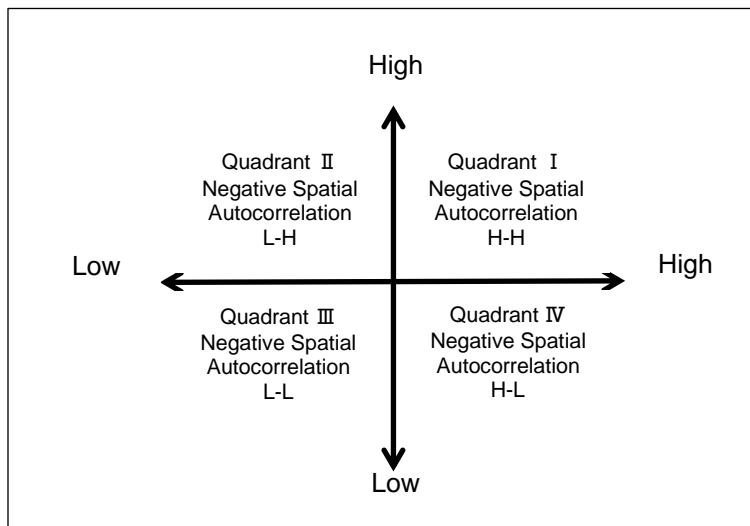 High
Quadrant Ⅱ
Negative Spatial
Autocorrelation
L-H
Quadrant Ⅰ
Negative Spatial
Autocorrelation
H-H
Low
High
Quadrant Ⅲ
Negative Spatial
Autocorrelation
L-L
Quadrant Ⅳ
Negative Spatial
Autocorrelation
H-L
Low